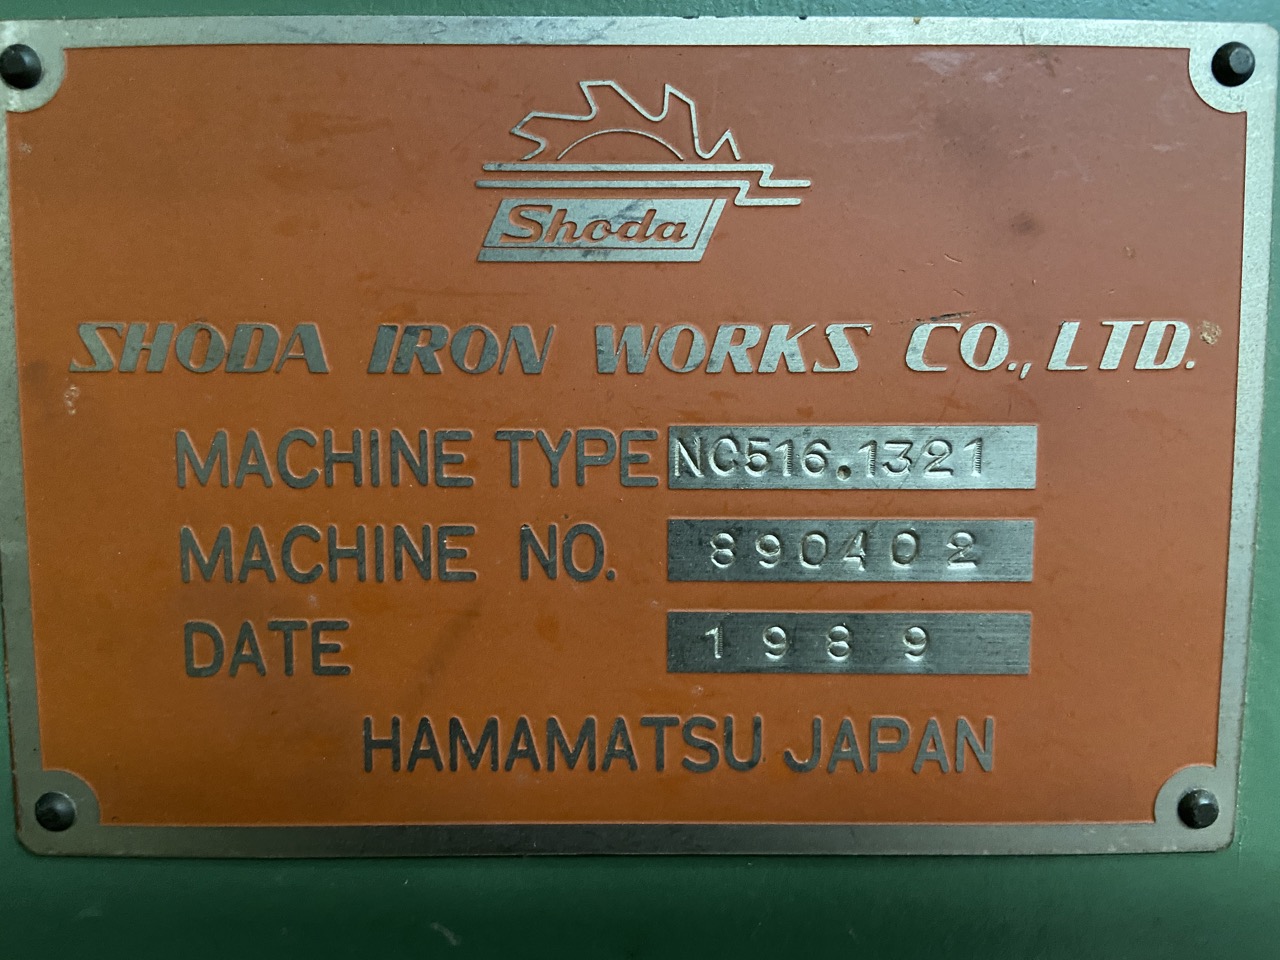 Shoda
SHODA IRON WORKS CO., LTD.
MACHINE TYPE NC516.1321
MACHINE NO. 890402
DATE 1989
HAMAMATSU JAPAN